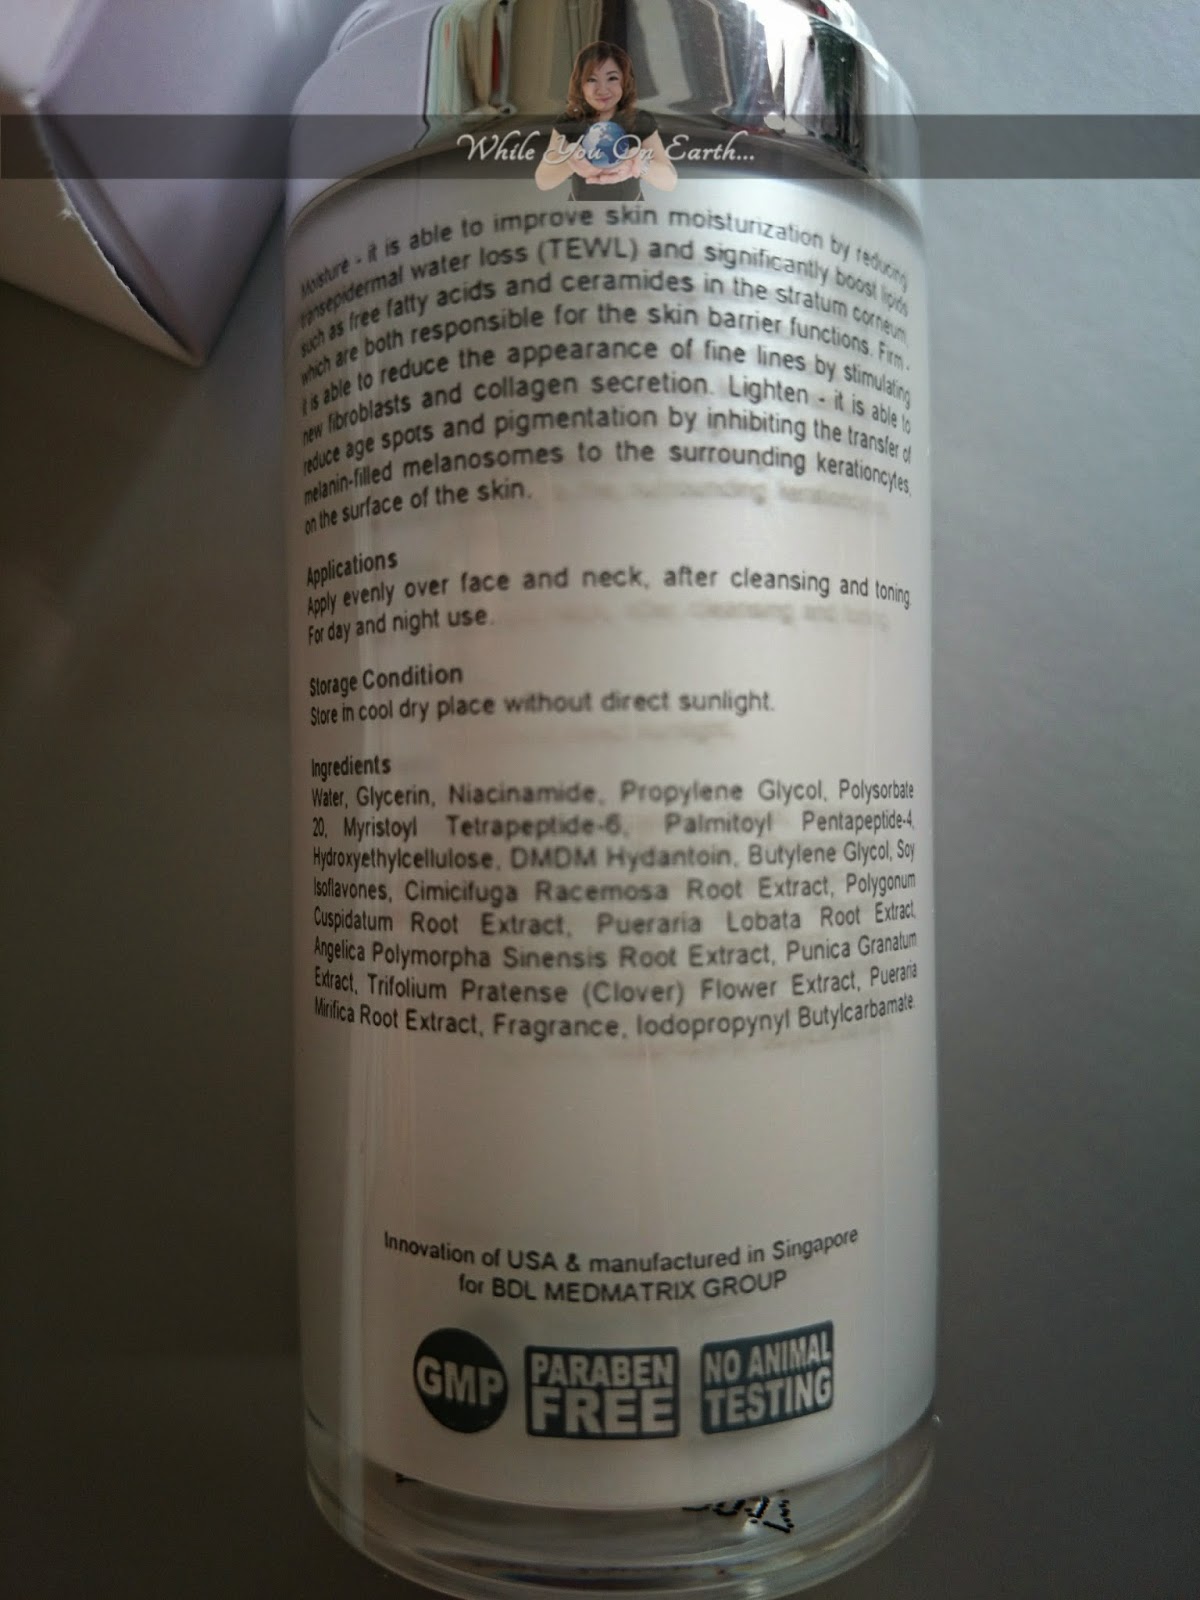 While You On Earth...
Moisture - it is able to improve skin moisturization by reducing
transepidermal water loss (TEWL) and significantly boost lipids
such as free fatty acids and ceramides in the stratum corneum,
which are both responsible for the skin barrier functions. Firm -
it is able to reduce the appearance of fine lines by stimulating
new fibroblasts and collagen secretion. Lighten - it is able to
reduce age spots and pigmentation by inhibiting the transfer of
melanin-filled melanosomes to the surrounding kerationcytes,
on the surface of the skin.
Applications
Apply evenly over face and neck, after cleansing and toning.
For day and night use.
Storage Condition
Store in cool dry place without direct sunlight.
Ingredients
Water, Glycerin, Niacinamide, Propylene Glycol, Polysorbate
20, Myristoyl Tetrapeptide-6, Palmitoyl Pentapeptide-4,
Hydroxyethylcellulose, DMDM Hydantoin, Butylene Glycol, Soy
Isoflavones, Cimicifuga Racemosa Root Extract, Polygonum
Cuspidatum Root Extract, Pueraria Lobata Root Extract,
Angelica Polymorpha Sinensis Root Extract, Punica Granatum
Extract, Trifolium Pratense (Clover) Flower Extract, Pueraria
Mirifica Root Extract, Fragrance, Iodopropynyl Butylcarbamate.
Innovation of USA & manufactured in Singapore
for BDL MEDMATRIX GROUP
GMP
PARABEN
FREE
NO ANIMAL
TESTING